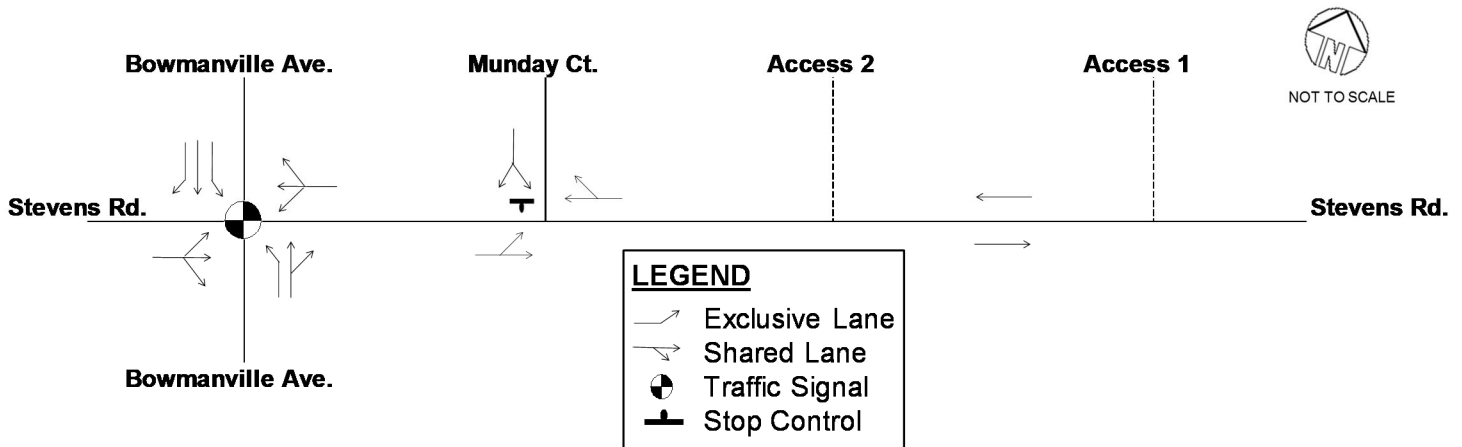 Bowmanville Ave.
Munday Ct.
Access 2
Access 1
N
NOT TO SCALE
Stevens Rd.
Stevens Rd.
LEGEND
Exclusive Lane
Shared Lane
Traffic Signal
Stop Control
Bowmanville Ave.